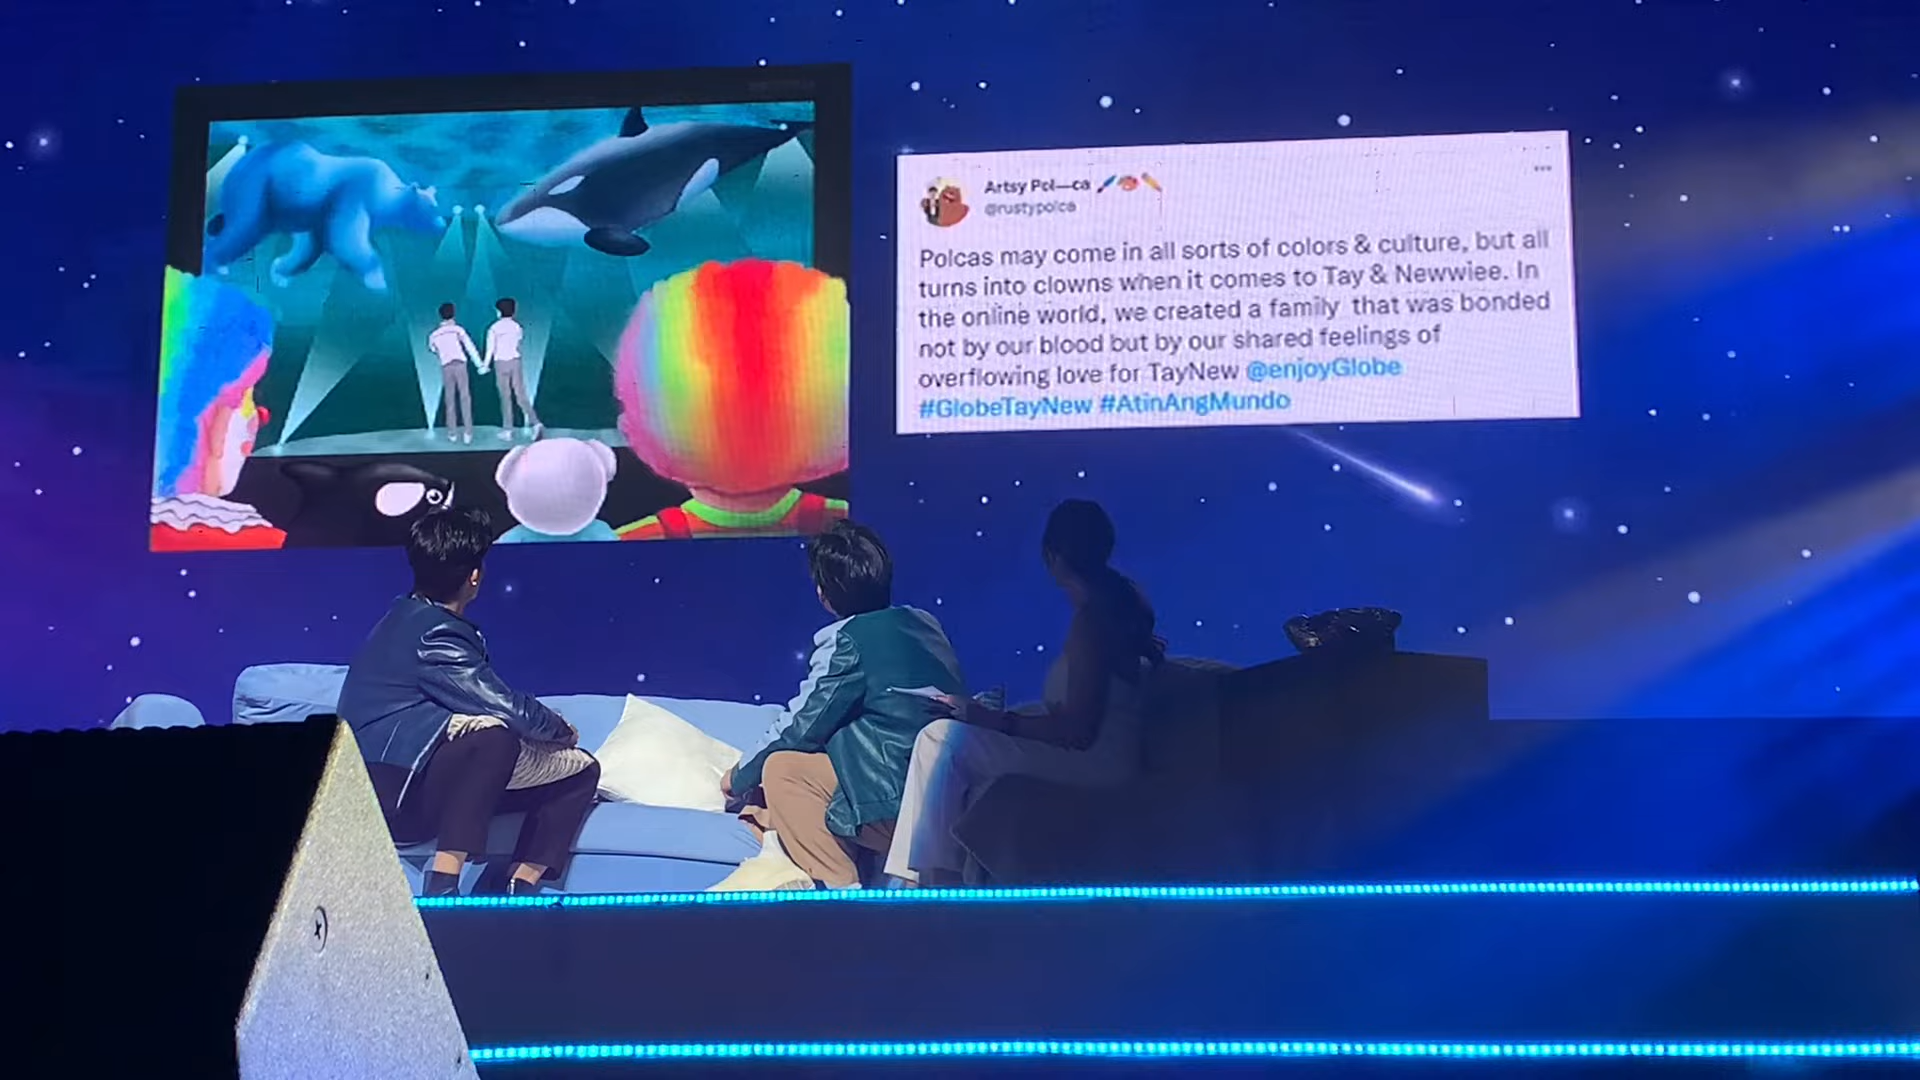 Artsy Pol—ca 🖌️🎨✏️
@rustypolca
Polcas may come in all sorts of colors & culture, but all
turns into clowns when it comes to Tay & Newwiee. In
the online world, we created a family that was bonded
not by our blood but by our shared feelings of
overflowing love for TayNew @enjoyGlobe
#GlobeTayNew #AtinAngMundo